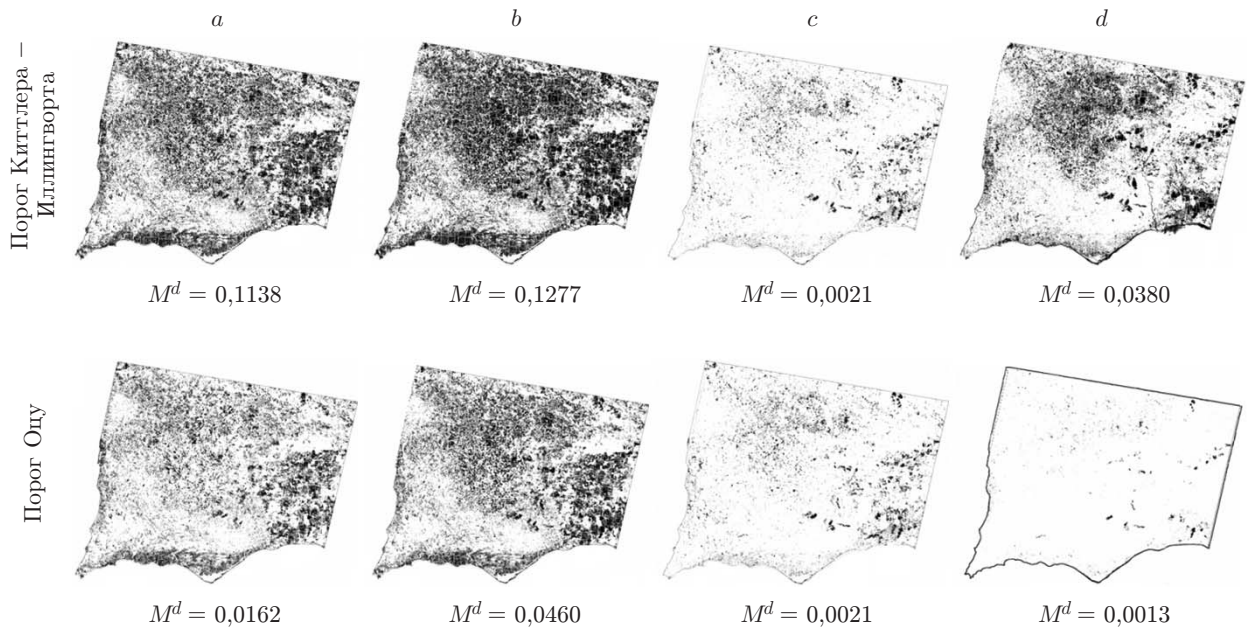 a b c d
Порог Киттлера –
Иллингворта
M^d = 0,1138 M^d = 0,1277 M^d = 0,0021 M^d = 0,0380
Порог Оцу
M^d = 0,0162 M^d = 0,0460 M^d = 0,0021 M^d = 0,0013